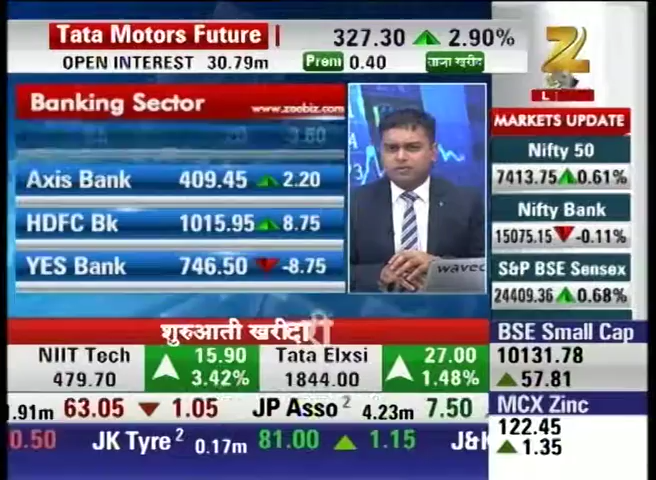 Tata Motors Future 327.30 2.90%
OPEN INTEREST 30.79m Prem 0.40 ताजा खरीद
Banking Sector www.zeebiz.com
Axis Bank 409.45 2.20
HDFC Bk 1015.95 8.75
YES Bank 746.50 -8.75
wavec
MARKETS UPDATE
Nifty 50
7413.75 0.61%
Nifty Bank
15075.15 -0.11%
S&P BSE Sensex
24409.36 0.68%
शुरुआती खरीदारी
NIIT Tech 15.90 Tata Elxsi 27.00
479.70 3.42% 1844.00 1.48%
BSE Small Cap
10131.78
57.81
1.91m 63.05 1.05 JP Asso 2 4.23m 7.50
0.50 JK Tyre 2 0.17m 81.00 1.15 J&K
MCX Zinc
122.45
1.35